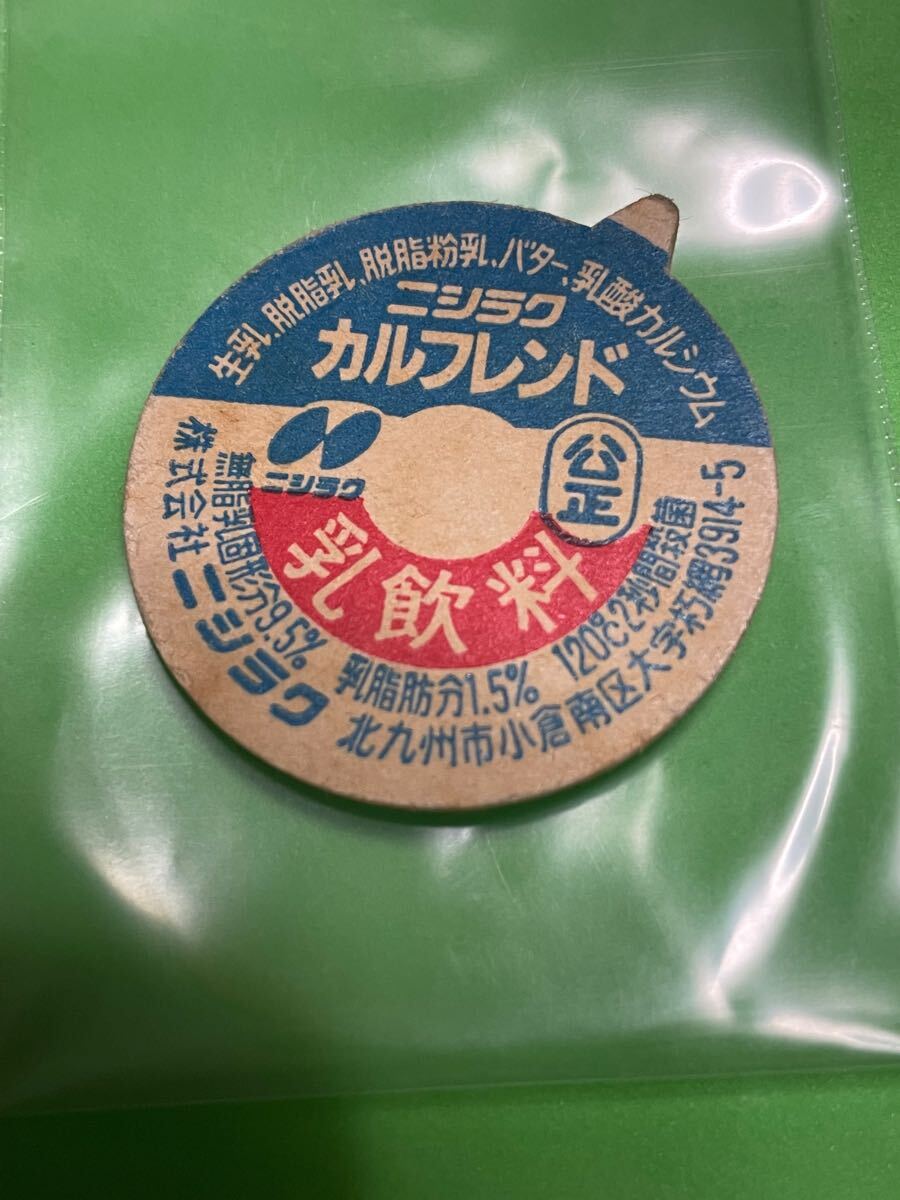 生乳、脱脂乳、脱脂粉乳、バター、乳酸カルシウム
ニシラク
カルフレンド
ニシラク
公正
乳飲料
無脂乳固形分9.5%
乳脂肪分1.5%
120℃2秒間殺菌
株式会社ニシラク
北九州市小倉南区大字朽網3914-5